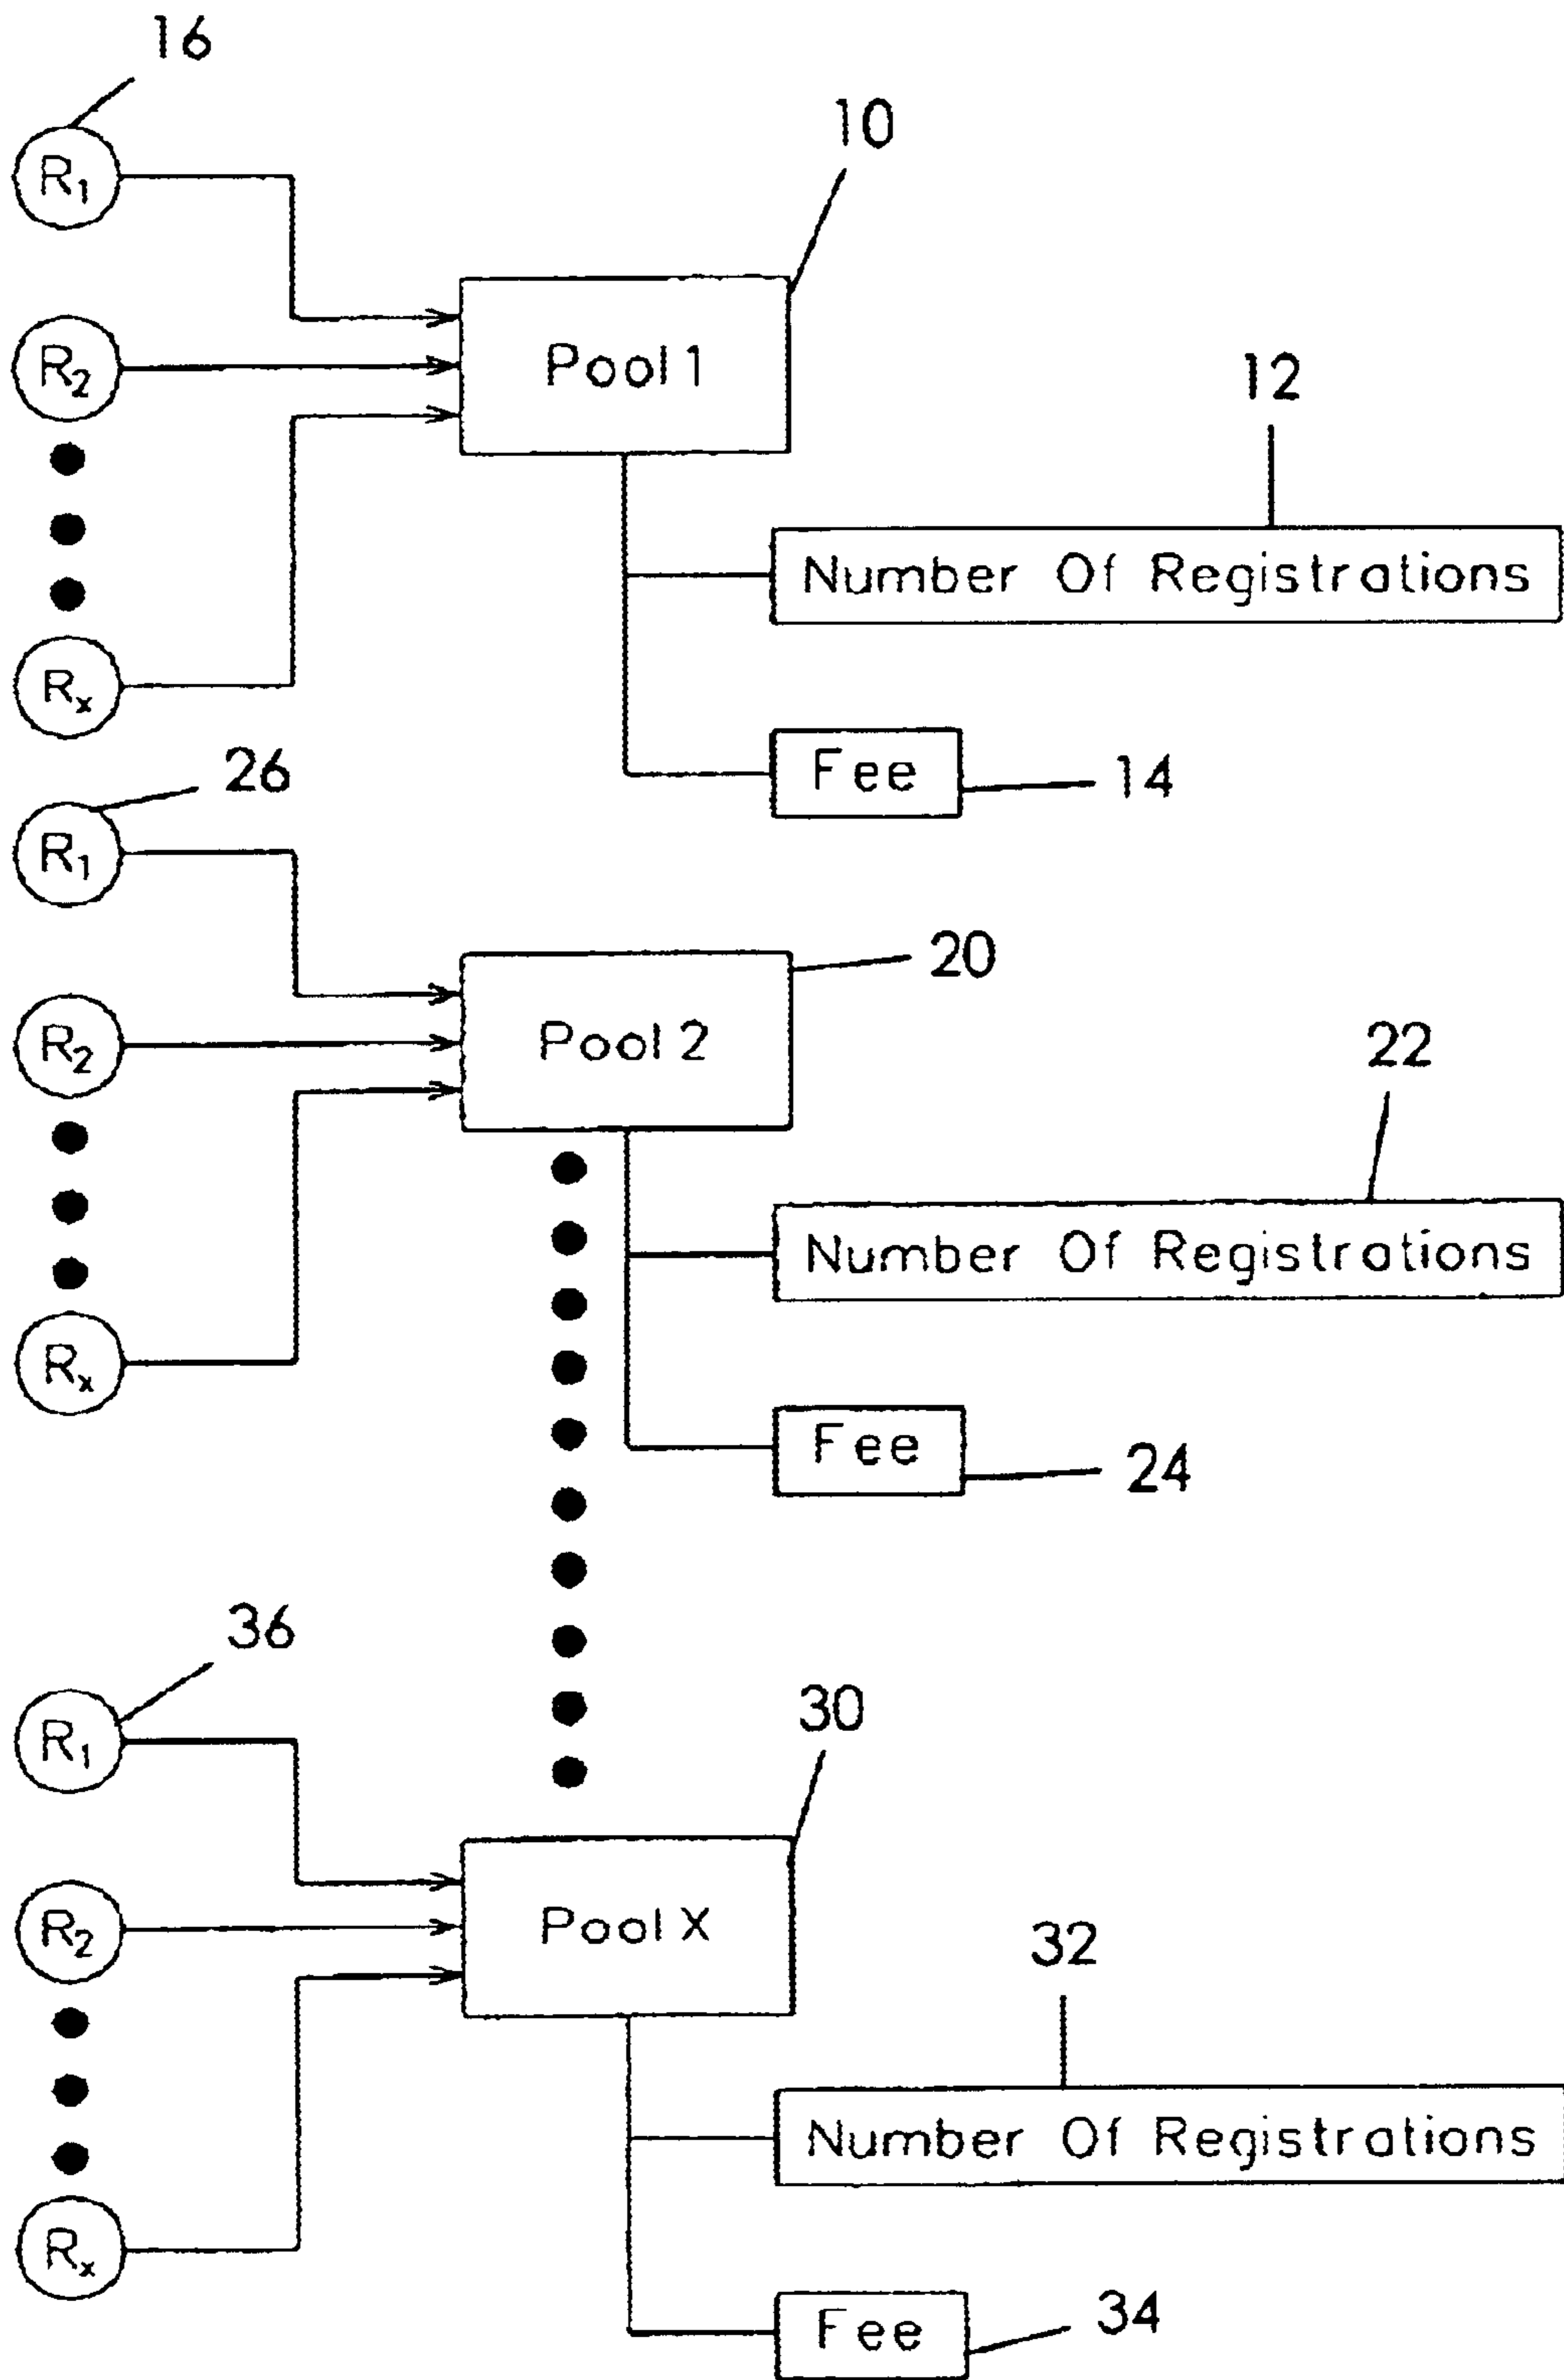 16
R₁
10
R₂
Pool 1
12
Number Of Registrations
Rₓ
Fee
14
26
R₁
20
R₂
Pool 2
22
Number Of Registrations
Rₓ
Fee
24
36
R₁
30
R₂
Pool X
32
Number Of Registrations
Rₓ
Fee
34